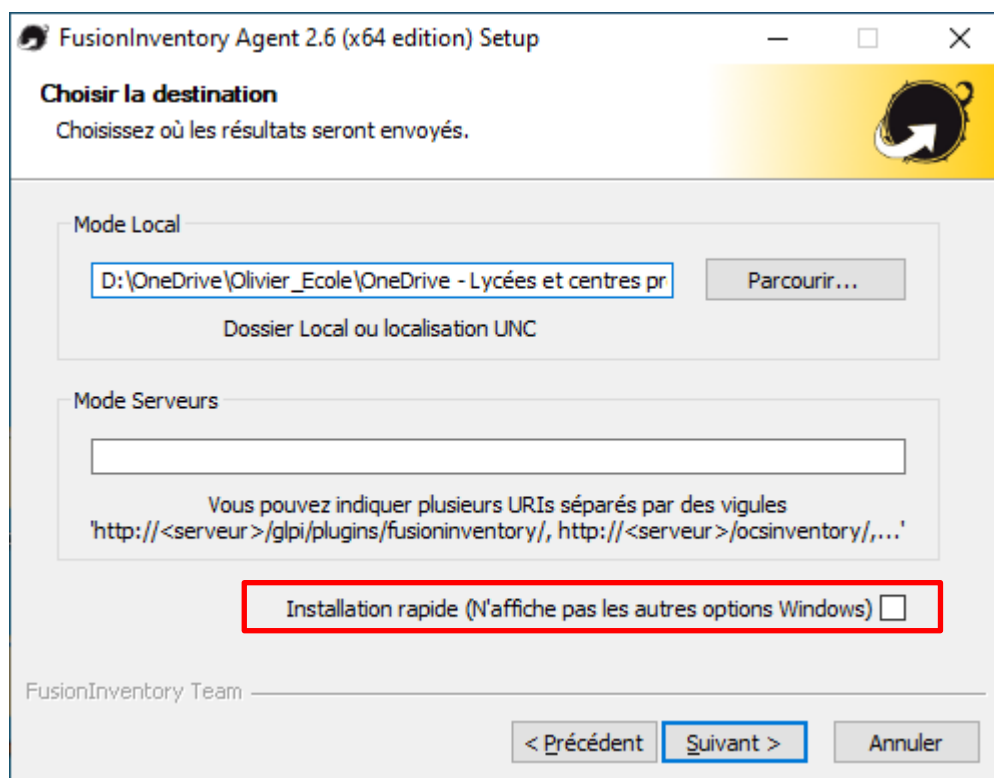 FusionInventory Agent 2.6 (x64 edition) Setup
Choisir la destination
Choisissez où les résultats seront envoyés.
Mode Local
D:\OneDrive\Olivier_Ecole\OneDrive - Lycées et centres pr
Parcourir...
Dossier Local ou localisation UNC
Mode Serveurs
Vous pouvez indiquer plusieurs URIs séparés par des vigules
'http://<serveur>/glpi/plugins/fusioninventory/, http://<serveur>/ocsinventory/,...'
Installation rapide (N'affiche pas les autres options Windows)
FusionInventory Team
< Précédent
Suivant >
Annuler